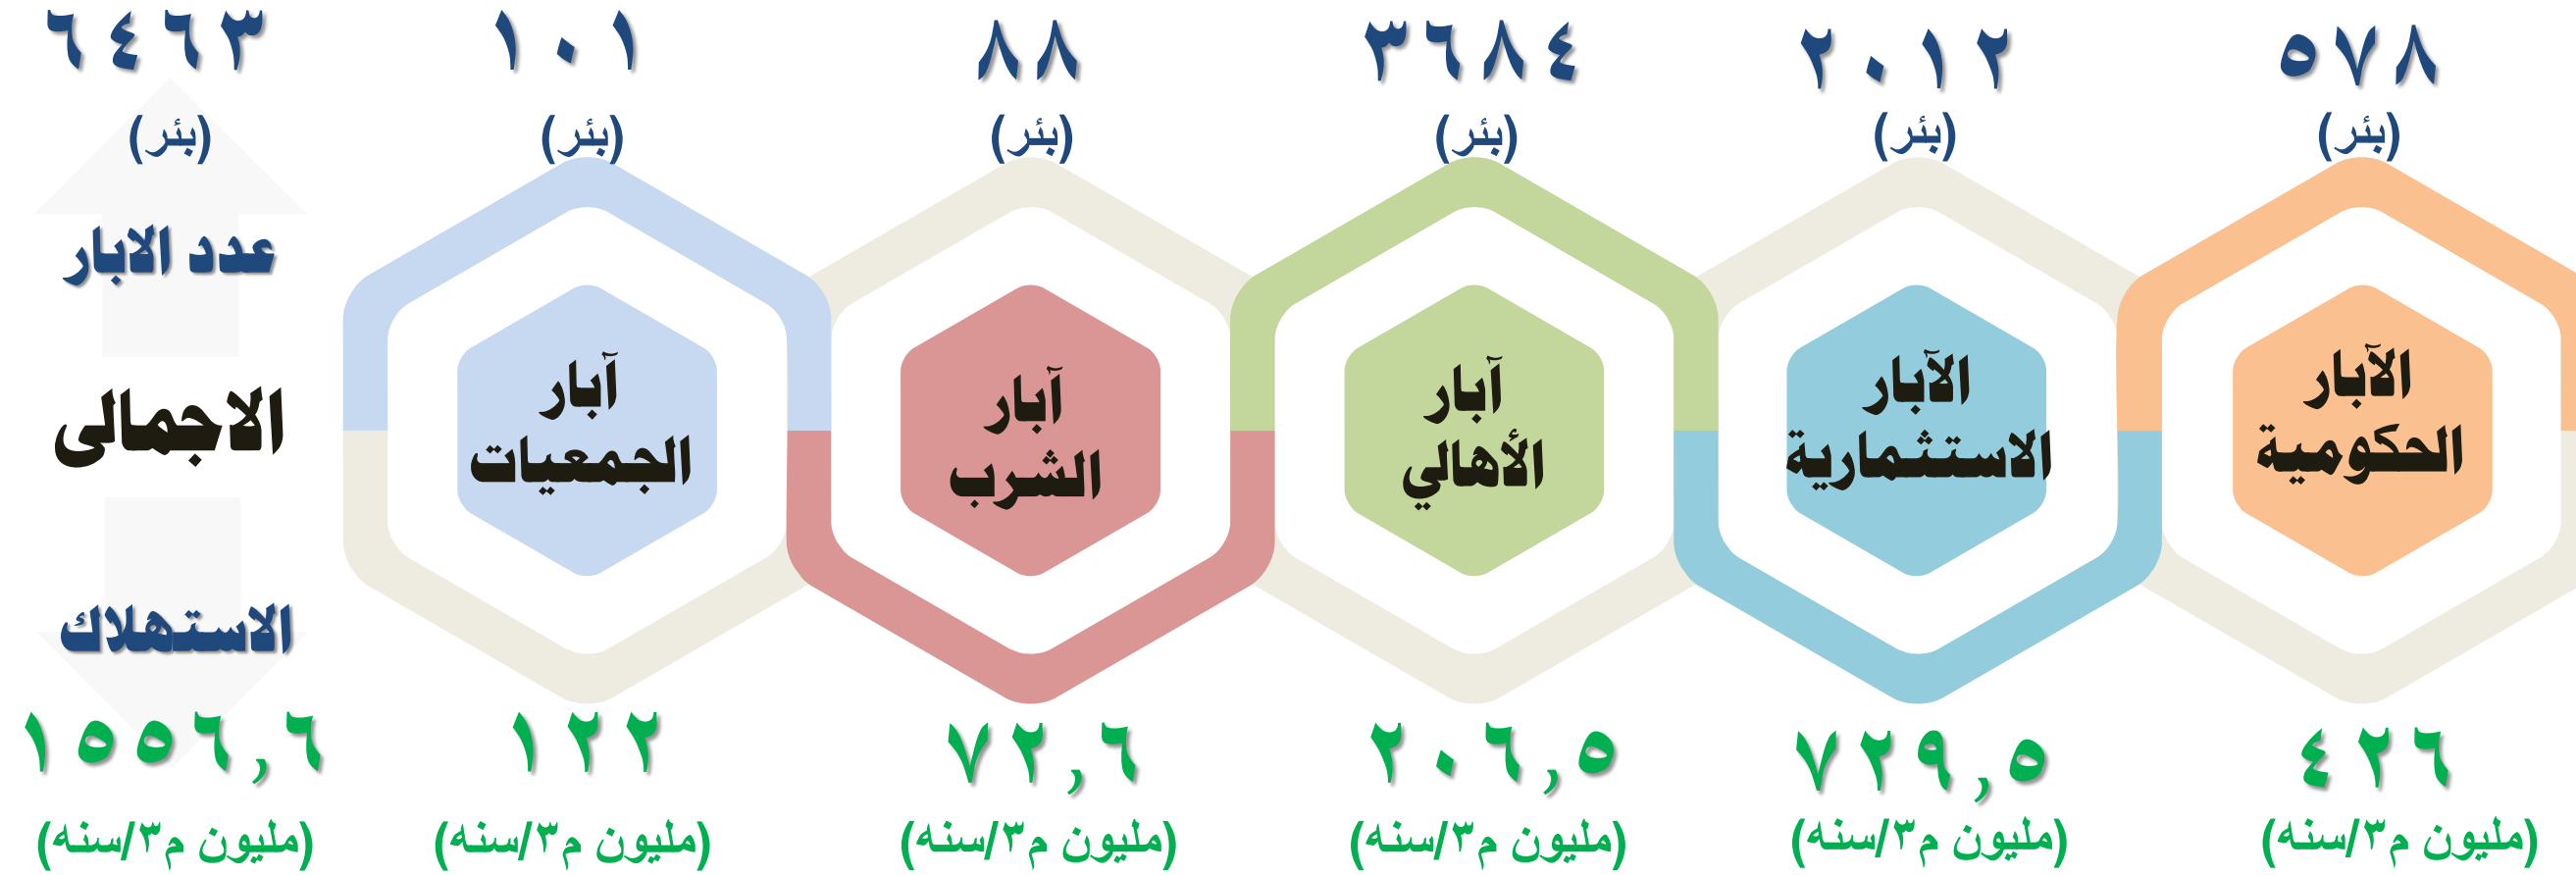 ٥٧٨
(بئر)
الآبار
الحكومية
٤٢٦
(مليون م٣/سنه)
٢٠١٢
(بئر)
الآبار
الاستثمارية
٧٢٩,٥
(مليون م٣/سنه)
٣٦٨٤
(بئر)
آبار
الأهالي
٢٠٦,٥
(مليون م٣/سنه)
٨٨
(بئر)
آبار
الشرب
٧٢,٦
(مليون م٣/سنه)
١٠١
(بئر)
آبار
الجمعيات
١٢٢
(مليون م٣/سنه)
٦٤٦٣
(بئر)
عدد الابار
الاجمالى
الاستهلاك
١٥٥٦,٦
(مليون م٣/سنه)